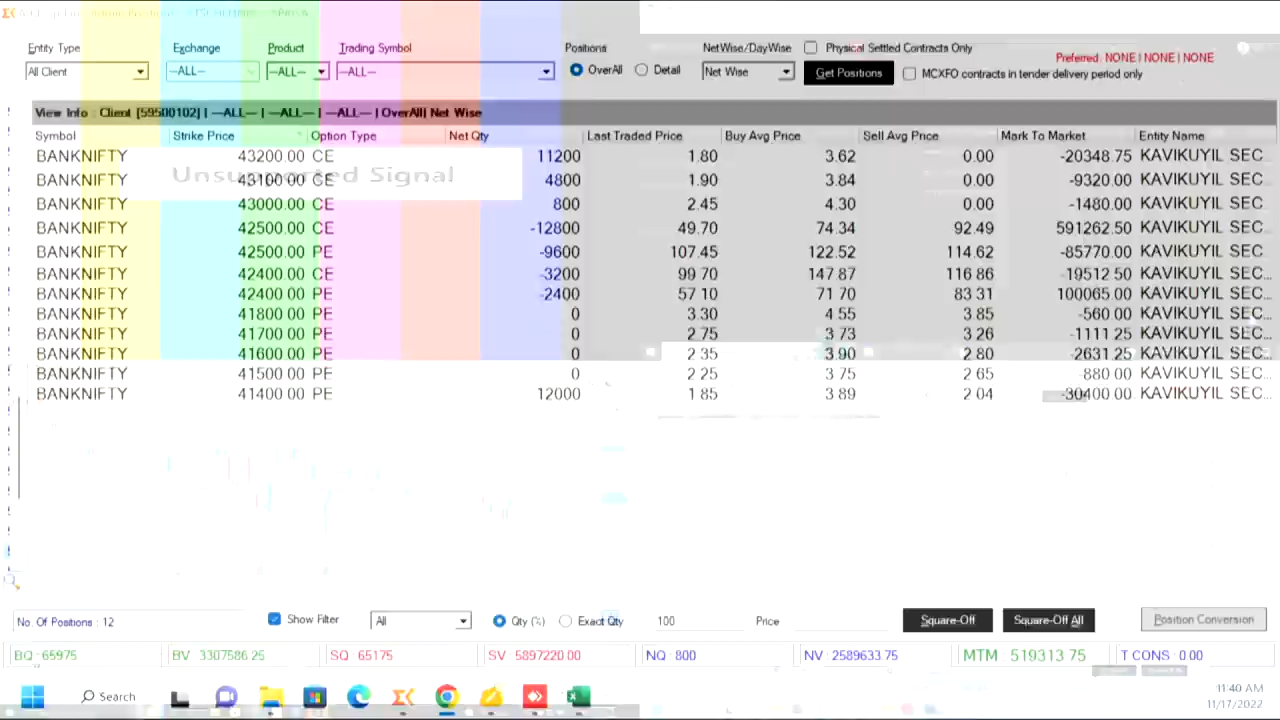 Entity Type Exchange Product Trading Symbol Positions NetWise/DayWise Physical Settled Contracts Only Preferred: NONE | NONE | NONE
All Client --ALL-- --ALL-- --ALL-- OverAll Detail Net Wise Get Positions MCXFO contracts in tender delivery period only
View Info : Client [59500102] | --ALL-- | --ALL-- | --ALL-- | OverAll| Net Wise
Symbol Strike Price Option Type Net Qty Last Traded Price Buy Avg Price Sell Avg Price Mark To Market Entity Name
BANKNIFTY 43200.00 CE 11200 1.80 3.62 0.00 -20348.75 KAVIKUYIL SEC...
Unsupported Signal
BANKNIFTY 43100.00 CE 4800 1.90 3.84 0.00 -9320.00 KAVIKUYIL SEC...
BANKNIFTY 43000.00 CE 800 2.45 4.30 0.00 -1480.00 KAVIKUYIL SEC...
BANKNIFTY 42500.00 CE -12800 49.70 74.34 92.49 591262.50 KAVIKUYIL SEC...
BANKNIFTY 42500.00 PE -9600 107.45 122.52 114.62 -85770.00 KAVIKUYIL SEC...
BANKNIFTY 42400.00 CE -3200 99.70 147.87 116.86 -19512.50 KAVIKUYIL SEC...
BANKNIFTY 42400.00 PE -2400 57.10 71.70 83.31 100065.00 KAVIKUYIL SEC...
BANKNIFTY 41800.00 PE 0 3.30 4.55 3.85 -560.00 KAVIKUYIL SEC...
BANKNIFTY 41700.00 PE 0 2.75 3.73 3.26 -1111.25 KAVIKUYIL SEC...
BANKNIFTY 41600.00 PE 0 2.35 3.90 2.80 -2631.25 KAVIKUYIL SEC...
BANKNIFTY 41500.00 PE 0 2.25 3.75 2.65 -880.00 KAVIKUYIL SEC...
BANKNIFTY 41400.00 PE 12000 1.85 3.89 2.04 -30400.00 KAVIKUYIL SEC...
No. Of Positions : 12 Show Filter All Qty (%) Exact Qty 100 Price Square-Off Square-Off All Position Conversion
BQ : 65975 BV : 3307586.25 SQ : 65175 SV : 5897220.00 NQ : 800 NV : 2589633.75 MTM : 519313.75 T CONS : 0.00
Search 11:40 AM
11/17/2022